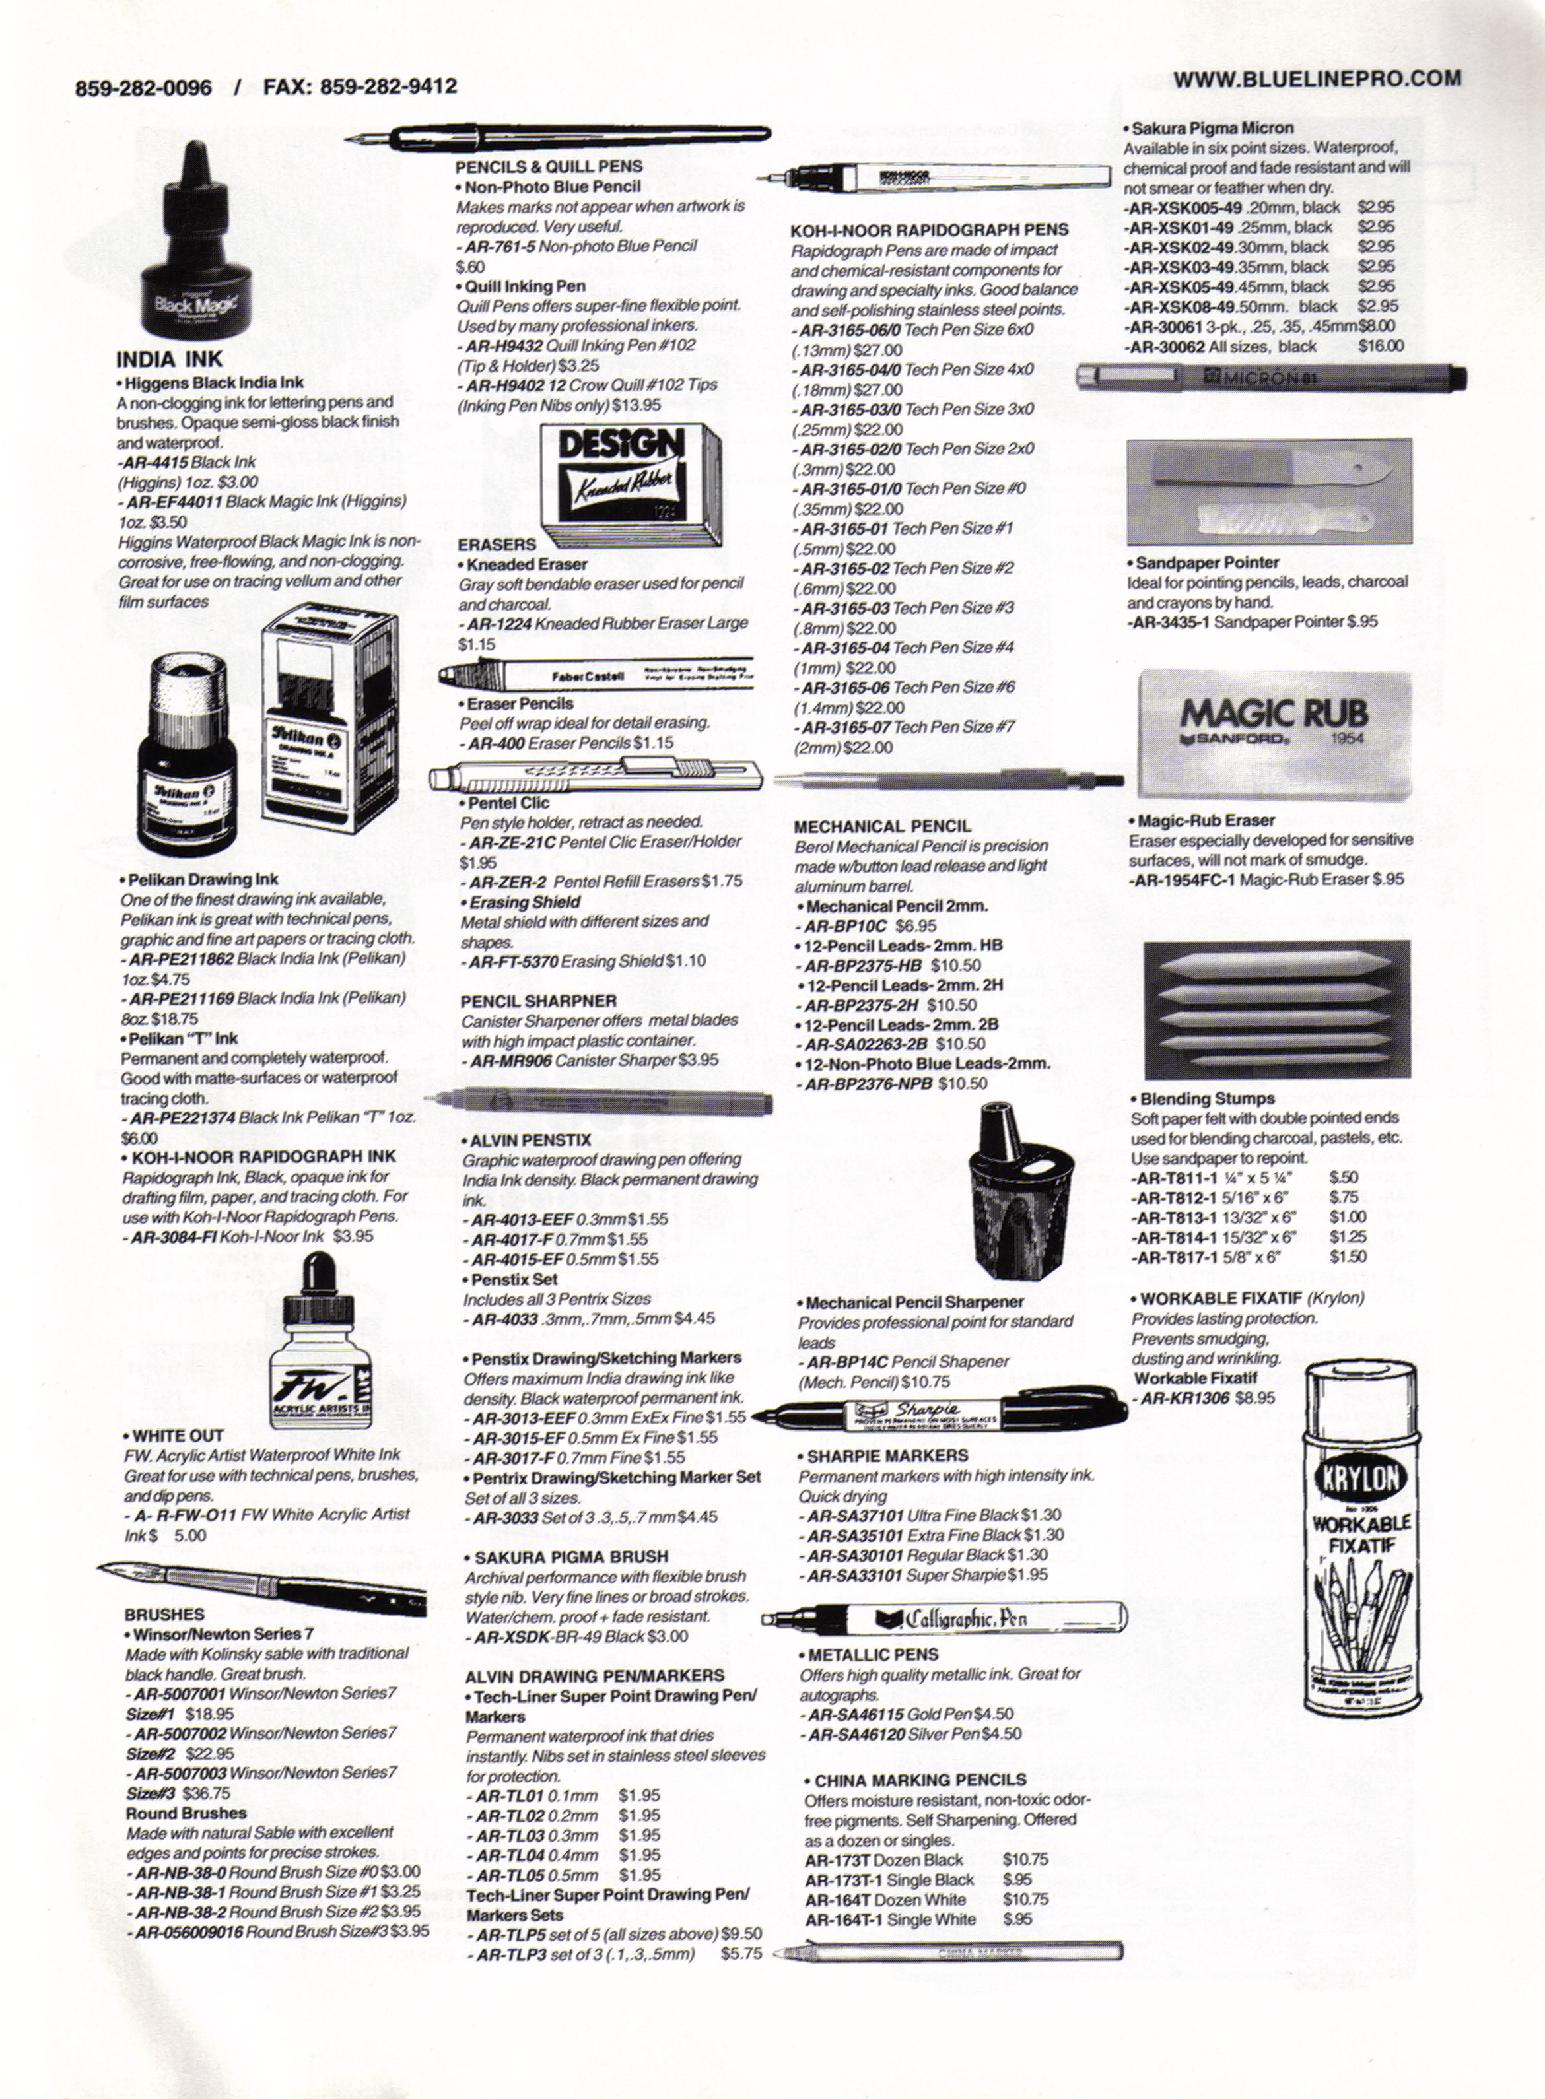 859-282-0096 / FAX: 859-282-9412
WWW.BLUELINEPRO.COM
Higgins
Black Magic
INDIA INK
• Higgens Black India Ink
A non-clogging ink for lettering pens and
brushes. Opaque semi-gloss black finish
and waterproof.
-AR-4415 Black Ink
(Higgins) 1oz. $3.00
- AR-EF44011 Black Magic Ink (Higgins)
1oz. $3.50
Higgins Waterproof Black Magic Ink is non-
corrosive, free-flowing, and non-clogging.
Great for use on tracing vellum and other
film surfaces
Pelikan
DRAWING INK A
Pelikan
DRAWING INK A
• Pelikan Drawing Ink
One of the finest drawing ink available,
Pelikan ink is great with technical pens,
graphic and fine art papers or tracing cloth.
- AR-PE211862 Black India Ink (Pelikan)
1oz. $4.75
- AR-PE211169 Black India Ink (Pelikan)
8oz. $18.75
• Pelikan "T" Ink
Permanent and completely waterproof.
Good with matte-surfaces or waterproof
tracing cloth.
- AR-PE221374 Black Ink Pelikan "T" 1oz.
$6.00
• KOH-I-NOOR RAPIDOGRAPH INK
Rapidograph Ink, Black, opaque ink for
drafting film, paper, and tracing cloth. For
use with Koh-I-Noor Rapidograph Pens.
- AR-3084-FI Koh-I-Noor Ink $3.95
FW.
ACRYLIC ARTISTS IN
• WHITE OUT
FW. Acrylic Artist Waterproof White Ink
Great for use with technical pens, brushes,
and dip pens.
- A- R-FW-O11 FW White Acrylic Artist
Ink $ 5.00
BRUSHES
• Winsor/Newton Series 7
Made with Kolinsky sable with traditional
black handle. Great brush.
- AR-5007001 Winsor/Newton Series7
Size#1 $18.95
- AR-5007002 Winsor/Newton Series7
Size#2 $22.95
- AR-5007003 Winsor/Newton Series7
Size#3 $36.75
Round Brushes
Made with natural Sable with excellent
edges and points for precise strokes.
- AR-NB-38-0 Round Brush Size #0 $3.00
- AR-NB-38-1 Round Brush Size #1 $3.25
- AR-NB-38-2 Round Brush Size #2 $3.95
- AR-056009016 Round Brush Size#3 $3.95
PENCILS & QUILL PENS
• Non-Photo Blue Pencil
Makes marks not appear when artwork is
reproduced. Very useful.
- AR-761-5 Non-photo Blue Pencil
$.60
• Quill Inking Pen
Quill Pens offers super-fine flexible point.
Used by many professional inkers.
- AR-H9432 Quill Inking Pen #102
(Tip & Holder) $3.25
- AR-H9402 12 Crow Quill #102 Tips
(Inking Pen Nibs only) $13.95
DESIGN
Kneaded Rubber
1224
ERASERS
• Kneaded Eraser
Gray soft bendable eraser used for pencil
and charcoal.
- AR-1224 Kneaded Rubber Eraser Large
$1.15
Faber Castell
• Eraser Pencils
Peel off wrap ideal for detail erasing.
- AR-400 Eraser Pencils $1.15
• Pentel Clic
Pen style holder, retract as needed.
- AR-ZE-21C Pentel Clic Eraser/Holder
$1.95
- AR-ZER-2 Pentel Refill Erasers $1.75
• Erasing Shield
Metal shield with different sizes and
shapes.
- AR-FT-5370 Erasing Shield $1.10
PENCIL SHARPNER
Canister Sharpener offers metal blades
with high impact plastic container.
- AR-MR906 Canister Sharper $3.95
• ALVIN PENSTIX
Graphic waterproof drawing pen offering
India Ink density. Black permanent drawing
ink.
- AR-4013-EEF 0.3mm $1.55
- AR-4017-F 0.7mm $1.55
- AR-4015-EF 0.5mm $1.55
• Penstix Set
Includes all 3 Pentrix Sizes
- AR-4033 .3mm,.7mm,.5mm $4.45
• Penstix Drawing/Sketching Markers
Offers maximum India drawing ink like
density. Black waterproof permanent ink.
- AR-3013-EEF 0.3mm ExEx Fine $1.55
- AR-3015-EF 0.5mm Ex Fine $1.55
- AR-3017-F 0.7mm Fine $1.55
• Pentrix Drawing/Sketching Marker Set
Set of all 3 sizes.
- AR-3033 Set of 3 .3,.5,.7 mm $4.45
• SAKURA PIGMA BRUSH
Archival performance with flexible brush
style nib. Very fine lines or broad strokes.
Water/chem. proof + fade resistant.
- AR-XSDK-BR-49 Black $3.00
ALVIN DRAWING PEN/MARKERS
• Tech-Liner Super Point Drawing Pen/
Markers
Permanent waterproof ink that dries
instantly. Nibs set in stainless steel sleeves
for protection.
- AR-TL01 0.1mm $1.95
- AR-TL02 0.2mm $1.95
- AR-TL03 0.3mm $1.95
- AR-TL04 0.4mm $1.95
- AR-TL05 0.5mm $1.95
Tech-Liner Super Point Drawing Pen/
Markers Sets
- AR-TLP5 set of 5 (all sizes above) $9.50
- AR-TLP3 set of 3 (.1,.3,.5mm) $5.75
KOH-I-NOOR
RAPIDOGRAPH
KOH-I-NOOR RAPIDOGRAPH PENS
Rapidograph Pens are made of impact
and chemical-resistant components for
drawing and specialty inks. Good balance
and self-polishing stainless steel points.
- AR-3165-06/0 Tech Pen Size 6x0
(.13mm) $27.00
- AR-3165-04/0 Tech Pen Size 4x0
(.18mm) $27.00
- AR-3165-03/0 Tech Pen Size 3x0
(.25mm) $22.00
- AR-3165-02/0 Tech Pen Size 2x0
(.3mm) $22.00
- AR-3165-01/0 Tech Pen Size #0
(.35mm) $22.00
- AR-3165-01 Tech Pen Size #1
(.5mm) $22.00
- AR-3165-02 Tech Pen Size #2
(.6mm) $22.00
- AR-3165-03 Tech Pen Size #3
(.8mm) $22.00
- AR-3165-04 Tech Pen Size #4
(1mm) $22.00
- AR-3165-06 Tech Pen Size #6
(1.4mm) $22.00
- AR-3165-07 Tech Pen Size #7
(2mm) $22.00
MECHANICAL PENCIL
Berol Mechanical Pencil is precision
made w/button lead release and light
aluminum barrel.
• Mechanical Pencil 2mm.
- AR-BP10C $6.95
• 12-Pencil Leads- 2mm. HB
- AR-BP2375-HB $10.50
• 12-Pencil Leads- 2mm. 2H
- AR-BP2375-2H $10.50
• 12-Pencil Leads- 2mm. 2B
- AR-SA02263-2B $10.50
• 12-Non-Photo Blue Leads-2mm.
- AR-BP2376-NPB $10.50
• Mechanical Pencil Sharpener
Provides professional point for standard
leads
- AR-BP14C Pencil Shapener
(Mech. Pencil) $10.75
Sharpie
• SHARPIE MARKERS
Permanent markers with high intensity ink.
Quick drying
- AR-SA37101 Ultra Fine Black $1.30
- AR-SA35101 Extra Fine Black $1.30
- AR-SA30101 Regular Black $1.30
- AR-SA33101 Super Sharpie $1.95
Calligraphic Pen
• METALLIC PENS
Offers high quality metallic ink. Great for
autographs.
- AR-SA46115 Gold Pen $4.50
- AR-SA46120 Silver Pen $4.50
• CHINA MARKING PENCILS
Offers moisture resistant, non-toxic odor-
free pigments. Self Sharpening. Offered
as a dozen or singles.
AR-173T Dozen Black $10.75
AR-173T-1 Single Black $.95
AR-164T Dozen White $10.75
AR-164T-1 Single White $.95
CHINA MARKER
• Sakura Pigma Micron
Available in six point sizes. Waterproof,
chemical proof and fade resistant and will
not smear or feather when dry.
-AR-XSK005-49 .20mm, black $2.95
-AR-XSK01-49 .25mm, black $2.95
-AR-XSK02-49 .30mm, black $2.95
-AR-XSK03-49 .35mm, black $2.95
-AR-XSK05-49 .45mm, black $2.95
-AR-XSK08-49 .50mm. black $2.95
-AR-30061 3-pk., .25, .35, .45mm $8.00
-AR-30062 All sizes, black $16.00
MICRON 01
• Sandpaper Pointer
Ideal for pointing pencils, leads, charcoal
and crayons by hand.
-AR-3435-1 Sandpaper Pointer $.95
MAGIC RUB
SANFORD® 1954
• Magic-Rub Eraser
Eraser especially developed for sensitive
surfaces, will not mark of smudge.
-AR-1954FC-1 Magic-Rub Eraser $.95
• Blending Stumps
Soft paper felt with double pointed ends
used for blending charcoal, pastels, etc.
Use sandpaper to repoint.
-AR-T811-1 ¼" x 5 ¼" $.50
-AR-T812-1 5/16" x 6" $.75
-AR-T813-1 13/32" x 6" $1.00
-AR-T814-1 15/32" x 6" $1.25
-AR-T817-1 5/8" x 6" $1.50
• WORKABLE FIXATIF (Krylon)
Provides lasting protection.
Prevents smudging,
dusting and wrinkling.
Workable Fixatif
- AR-KR1306 $8.95
KRYLON
No 1306
WORKABLE
FIXATIF